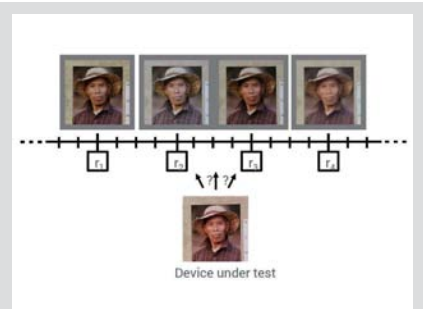 r₁ r₂ r₃ r₄
? ?
Device under test